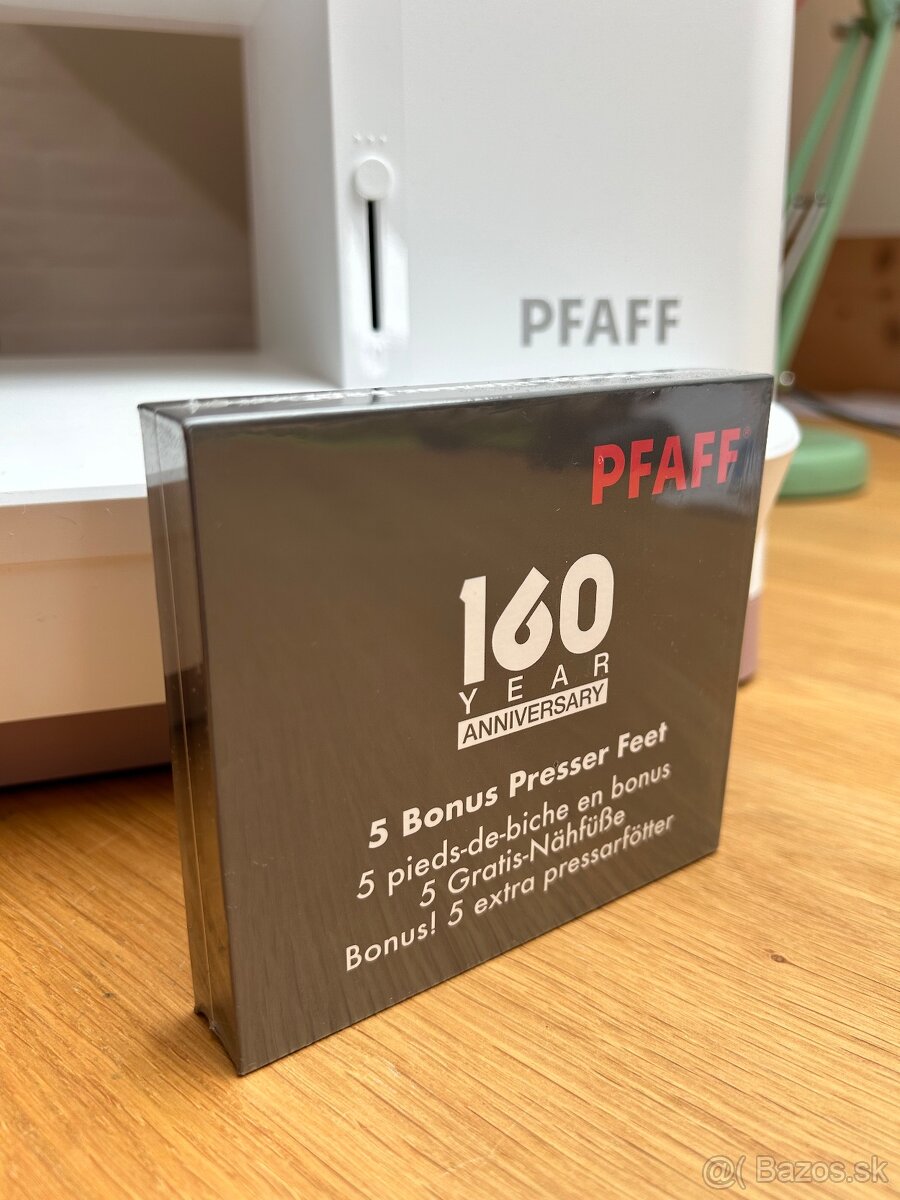 PFAFF
PFAFF®
160
YEAR
ANNIVERSARY
5 Bonus Presser Feet
5 pieds-de-biche en bonus
5 Gratis-Nähfüße
Bonus! 5 extra pressarfötter
@( Bazos.sk